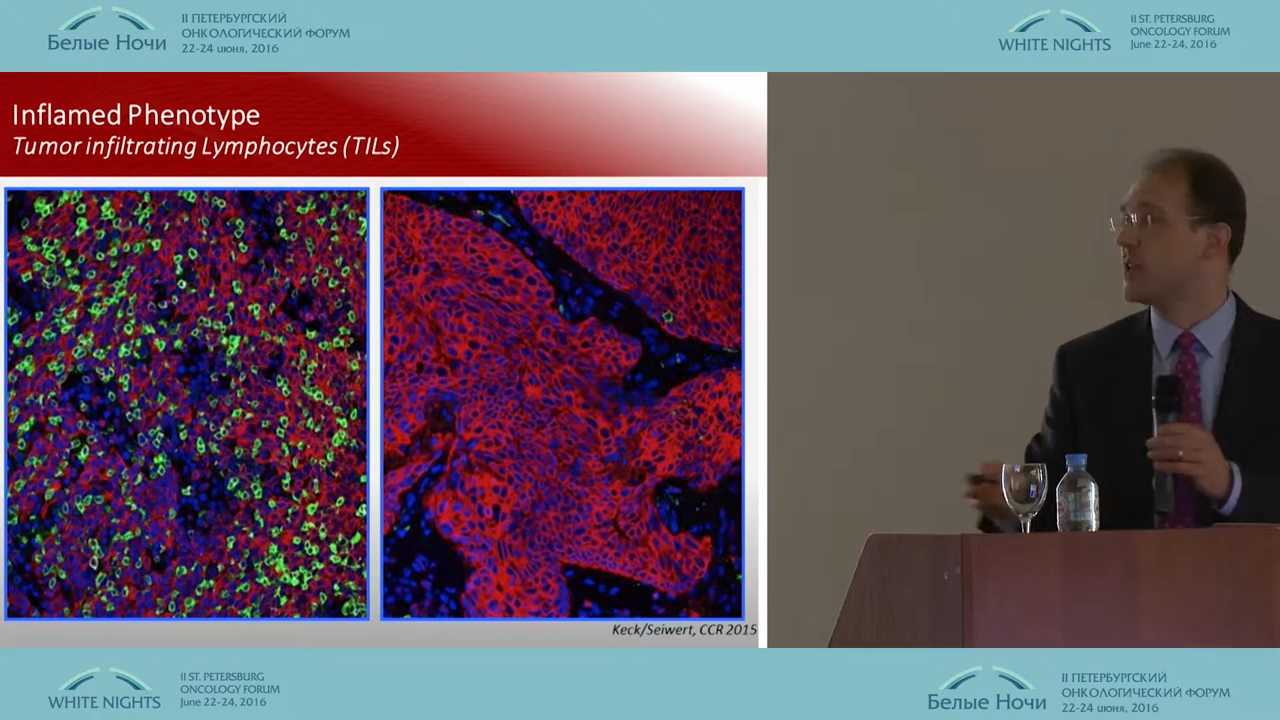 Белые Ночи
II ПЕТЕРБУРГСКИЙ
ОНКОЛОГИЧЕСКИЙ ФОРУМ
22-24 июня, 2016
WHITE NIGHTS
II ST. PETERSBURG
ONCOLOGY FORUM
June 22-24, 2016
Inflamed Phenotype
Tumor infiltrating Lymphocytes (TILs)
Keck/Seiwert, CCR 2015
WHITE NIGHTS
II ST. PETERSBURG
ONCOLOGY FORUM
June 22-24, 2016
Белые Ночи
II ПЕТЕРБУРГСКИЙ
ОНКОЛОГИЧЕСКИЙ ФОРУМ
22-24 июня, 2016